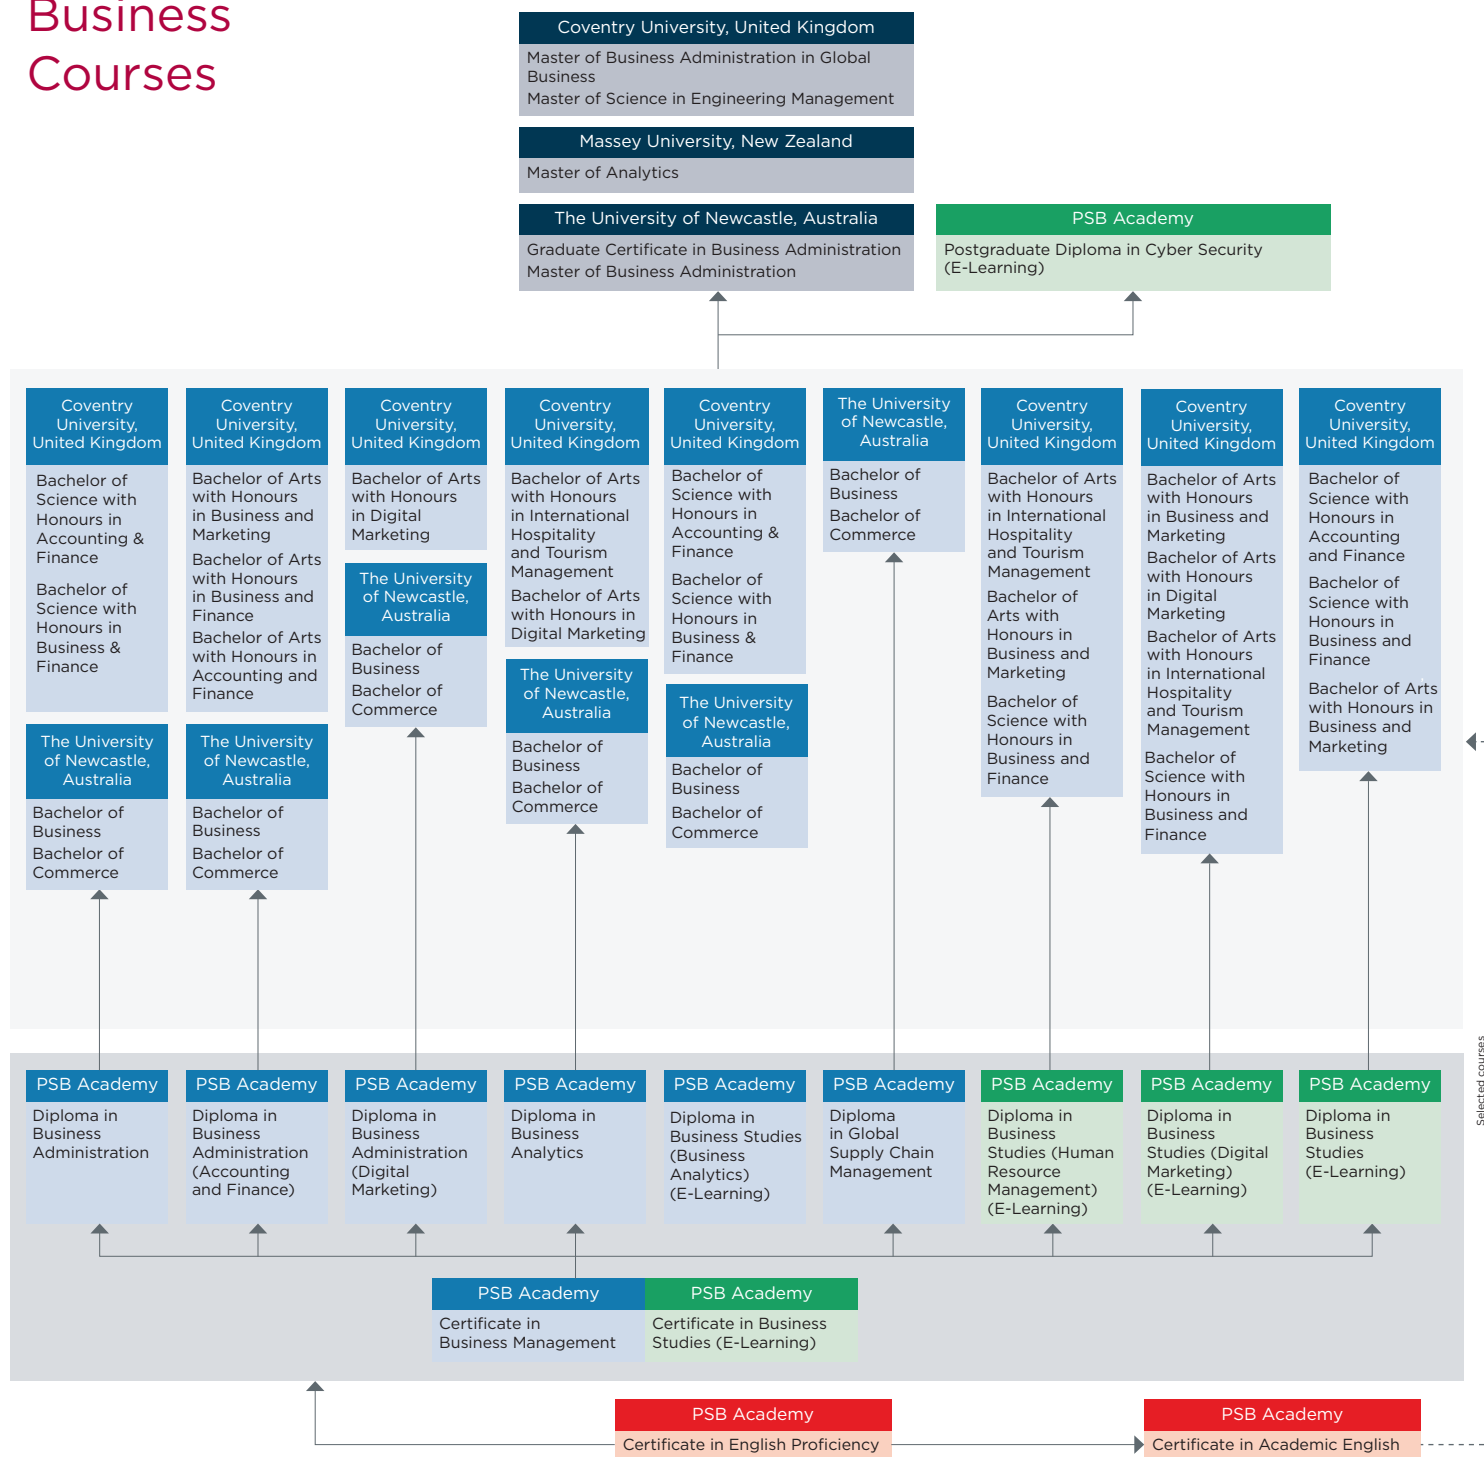 Business
Courses
Coventry University, United Kingdom
Master of Business Administration in Global
Business
Master of Science in Engineering Management
Massey University, New Zealand
Master of Analytics
The University of Newcastle, Australia
Graduate Certificate in Business Administration
Master of Business Administration
PSB Academy
Postgraduate Diploma in Cyber Security
(E-Learning)
Coventry
University,
United Kingdom
Bachelor of
Science with
Honours in
Accounting &
Finance
Bachelor of
Science with
Honours in
Business &
Finance
The University
of Newcastle,
Australia
Bachelor of
Business
Bachelor of
Commerce
Coventry
University,
United Kingdom
Bachelor of Arts
with Honours
in Business and
Marketing
Bachelor of Arts
with Honours
in Business and
Finance
Bachelor of Arts
with Honours in
Accounting and
Finance
The University
of Newcastle,
Australia
Bachelor of
Business
Bachelor of
Commerce
Coventry
University,
United Kingdom
Bachelor of Arts
with Honours
in Digital
Marketing
The University
of Newcastle,
Australia
Bachelor of
Business
Bachelor of
Commerce
Coventry
University,
United Kingdom
Bachelor of Arts
with Honours
in International
Hospitality
and Tourism
Management
Bachelor of Arts
with Honours in
Digital Marketing
The University
of Newcastle,
Australia
Bachelor of
Business
Bachelor of
Commerce
Coventry
University,
United Kingdom
Bachelor of
Science with
Honours in
Accounting &
Finance
Bachelor of
Science with
Honours in
Business &
Finance
The University
of Newcastle,
Australia
Bachelor of
Business
Bachelor of
Commerce
The University
of Newcastle,
Australia
Bachelor of
Business
Bachelor of
Commerce
Coventry
University,
United Kingdom
Bachelor of Arts
with Honours
in International
Hospitality
and Tourism
Management
Bachelor of
Arts with
Honours in
Business and
Marketing
Bachelor of
Science with
Honours in
Business and
Finance
Coventry
University,
United Kingdom
Bachelor of Arts
with Honours
in Business and
Marketing
Bachelor of Arts
with Honours
in Digital
Marketing
Bachelor of Arts
with Honours
in International
Hospitality
and Tourism
Management
Bachelor of
Science with
Honours in
Business and
Finance
Coventry
University,
United Kingdom
Bachelor of
Science with
Honours in
Accounting
and Finance
Bachelor of
Science with
Honours in
Business and
Finance
Bachelor of Arts
with Honours in
Business and
Marketing
Selected courses
PSB Academy
Diploma in
Business
Administration
PSB Academy
Diploma in
Business
Administration
(Accounting
and Finance)
PSB Academy
Diploma in
Business
Administration
(Digital
Marketing)
PSB Academy
Diploma in
Business
Analytics
PSB Academy
Diploma in
Business Studies
(Business
Analytics)
(E-Learning)
PSB Academy
Diploma
in Global
Supply Chain
Management
PSB Academy
Diploma in
Business
Studies (Human
Resource
Management)
(E-Learning)
PSB Academy
Diploma in
Business
Studies (Digital
Marketing)
(E-Learning)
PSB Academy
Diploma in
Business
Studies
(E-Learning)
PSB Academy
Certificate in
Business Management
PSB Academy
Certificate in Business
Studies (E-Learning)
PSB Academy
Certificate in English Proficiency
PSB Academy
Certificate in Academic English